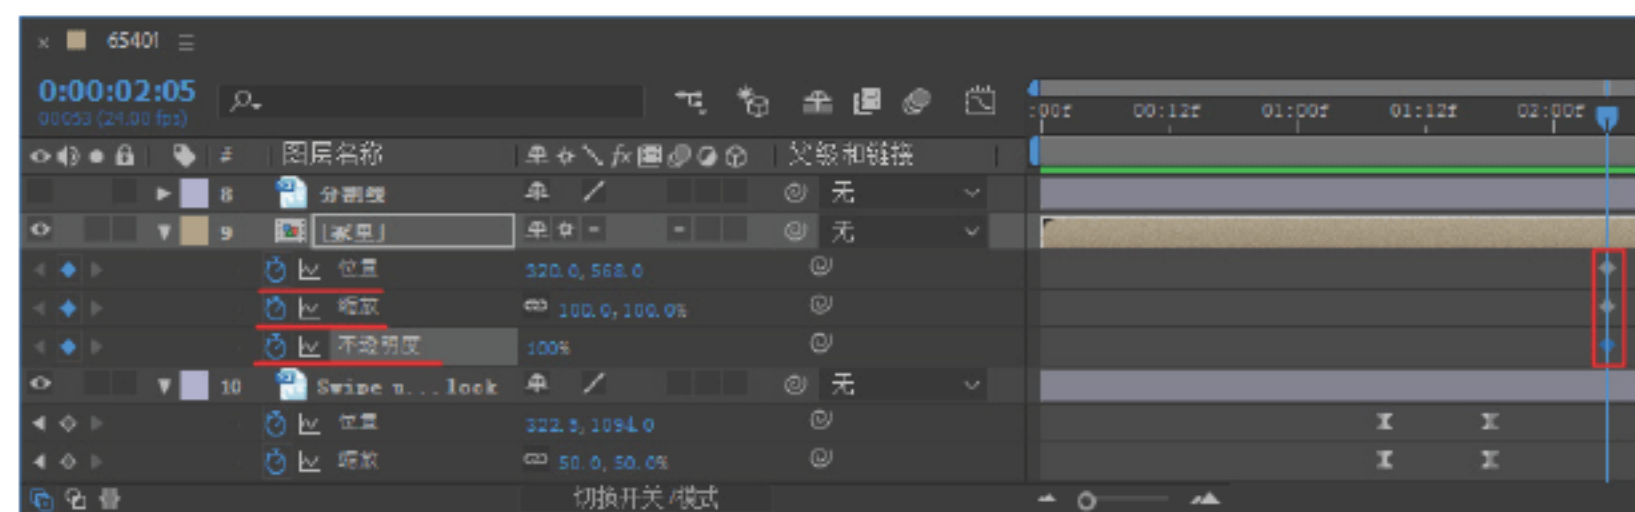 65401
0:00:02:05
00053 (24.00 fps)
:00f 00:12f 01:00f 01:12f 02:00f
# 图层名称 父级和链接
8 分割线 无
9 无
位置 320.0, 568.0
缩放 100.0, 100.0%
不透明度 100%
10 Swipe u...lock 无
位置 322.5, 1094.0
缩放 50.0, 50.0%
切换开关/模式